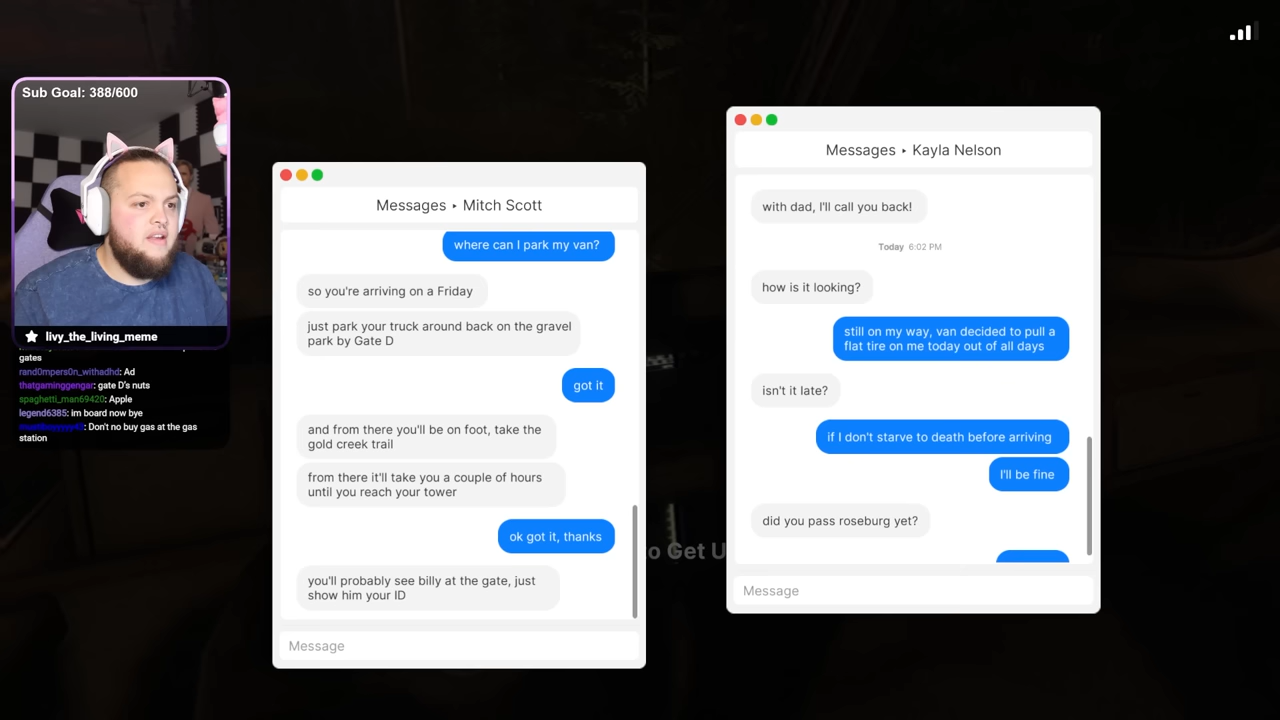 Sub Goal: 388/600
livy_the_living_meme
gates
rand0mpers0n_withadhd: Ad
thatgaminggengar: gate D's nuts
spaghetti_man69420: Apple
legend6385: im board now bye
: Don't no buy gas at the gas
station
Messages ‣ Mitch Scott
where can I park my van?
so you're arriving on a Friday
just park your truck around back on the gravel
park by Gate D
got it
and from there you'll be on foot, take the
gold creek trail
from there it'll take you a couple of hours
until you reach your tower
ok got it, thanks
you'll probably see billy at the gate, just
show him your ID
Message
o Get U
Messages ‣ Kayla Nelson
with dad, I'll call you back!
Today 6:02 PM
how is it looking?
still on my way, van decided to pull a
flat tire on me today out of all days
isn't it late?
if I don't starve to death before arriving
I'll be fine
did you pass roseburg yet?
Message